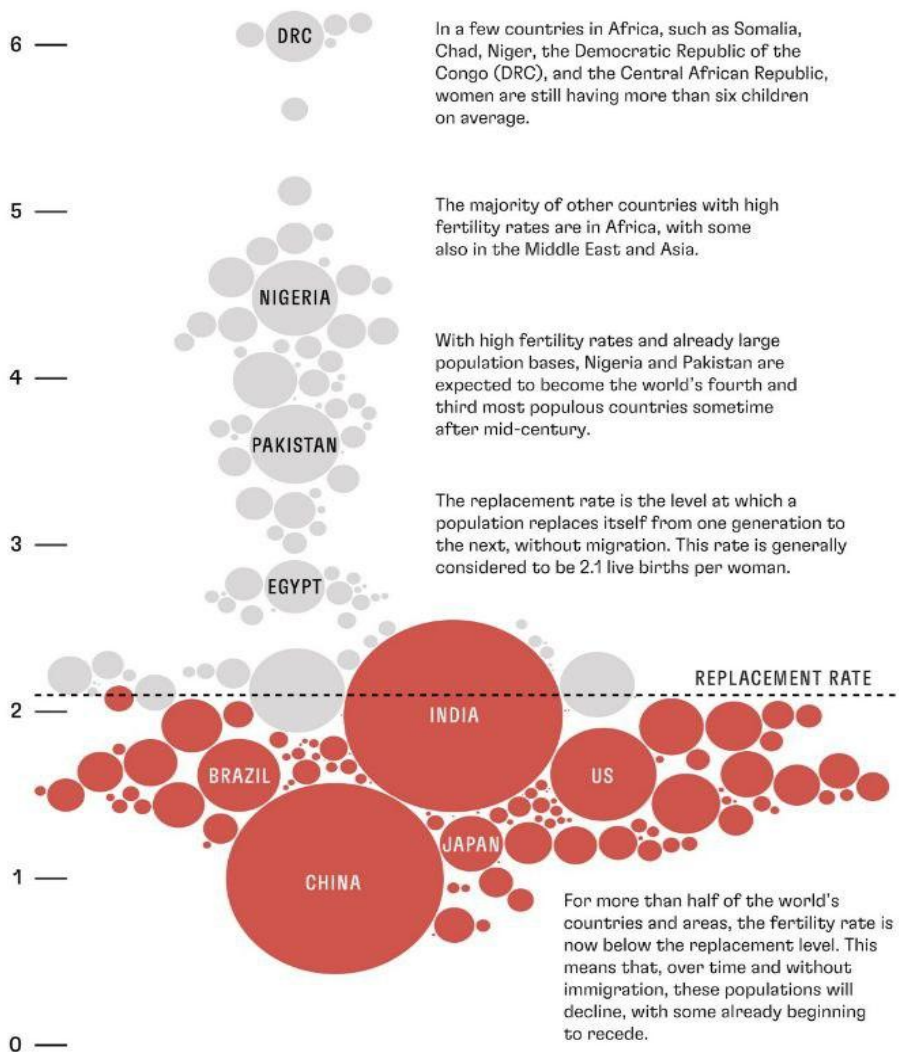 6
DRC
In a few countries in Africa, such as Somalia,
Chad, Niger, the Democratic Republic of the
Congo (DRC), and the Central African Republic,
women are still having more than six children
on average.
5
The majority of other countries with high
fertility rates are in Africa, with some
also in the Middle East and Asia.
NIGERIA
4
With high fertility rates and already large
population bases, Nigeria and Pakistan are
expected to become the world's fourth and
third most populous countries sometime
after mid-century.
PAKISTAN
3
The replacement rate is the level at which a
population replaces itself from one generation to
the next, without migration. This rate is generally
considered to be 2.1 live births per woman.
EGYPT
REPLACEMENT RATE
2
INDIA
BRAZIL
US
JAPAN
1
CHINA
For more than half of the world's
countries and areas, the fertility rate is
now below the replacement level. This
means that, over time and without
immigration, these populations will
decline, with some already beginning
to recede.
0